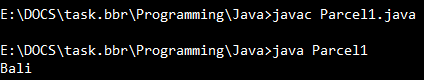 E:\DOCS\task.bbr\Programming\Java>javac Parcel1.java
E:\DOCS\task.bbr\Programming\Java>java Parcel1
Bali